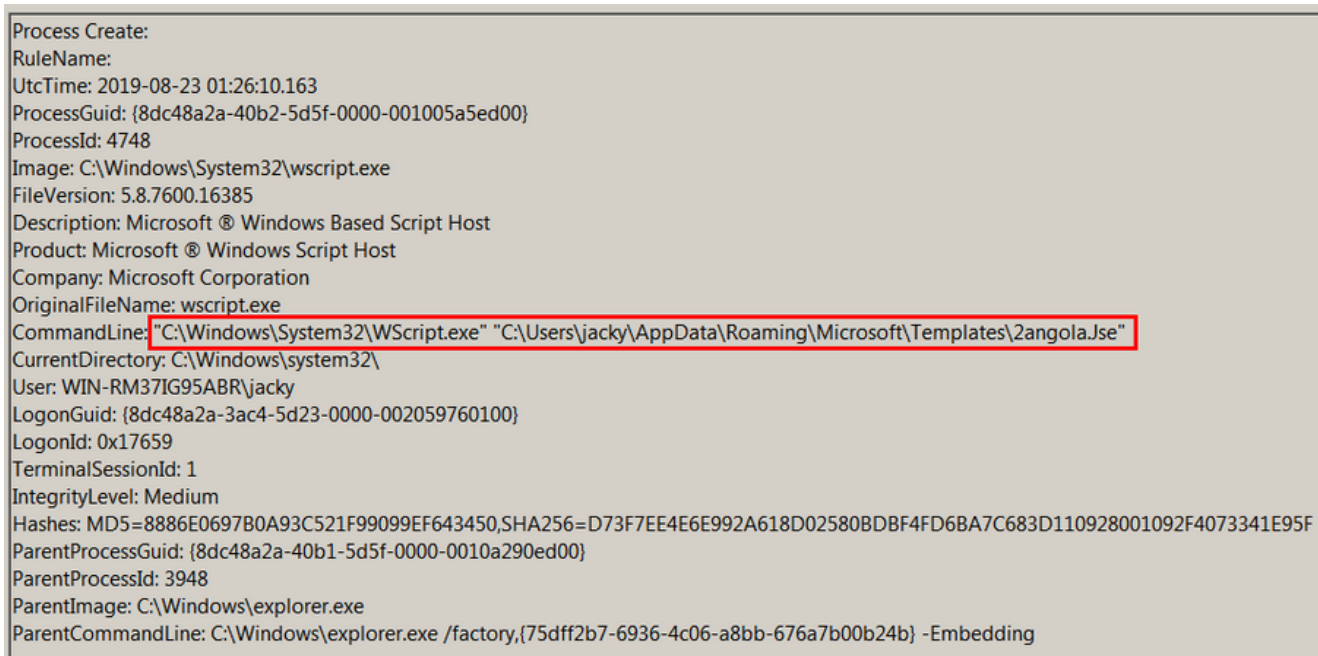 Process Create:
RuleName:
UtcTime: 2019-08-23 01:26:10.163
ProcessGuid: {8dc48a2a-40b2-5d5f-0000-001005a5ed00}
ProcessId: 4748
Image: C:\Windows\System32\wscript.exe
FileVersion: 5.8.7600.16385
Description: Microsoft ® Windows Based Script Host
Product: Microsoft ® Windows Script Host
Company: Microsoft Corporation
OriginalFileName: wscript.exe
CommandLine: "C:\Windows\System32\WScript.exe" "C:\Users\jacky\AppData\Roaming\Microsoft\Templates\2angola.Jse"
CurrentDirectory: C:\Windows\system32\
User: WIN-RM37IG95ABR\jacky
LogonGuid: {8dc48a2a-3ac4-5d23-0000-002059760100}
LogonId: 0x17659
TerminalSessionId: 1
IntegrityLevel: Medium
Hashes: MD5=8886E0697B0A93C521F99099EF643450,SHA256=D73F7EE4E6E992A618D02580BDBF4FD6BA7C683D110928001092F4073341E95F
ParentProcessGuid: {8dc48a2a-40b1-5d5f-0000-0010a290ed00}
ParentProcessId: 3948
ParentImage: C:\Windows\explorer.exe
ParentCommandLine: C:\Windows\explorer.exe /factory,{75dff2b7-6936-4c06-a8bb-676a7b00b24b} -Embedding